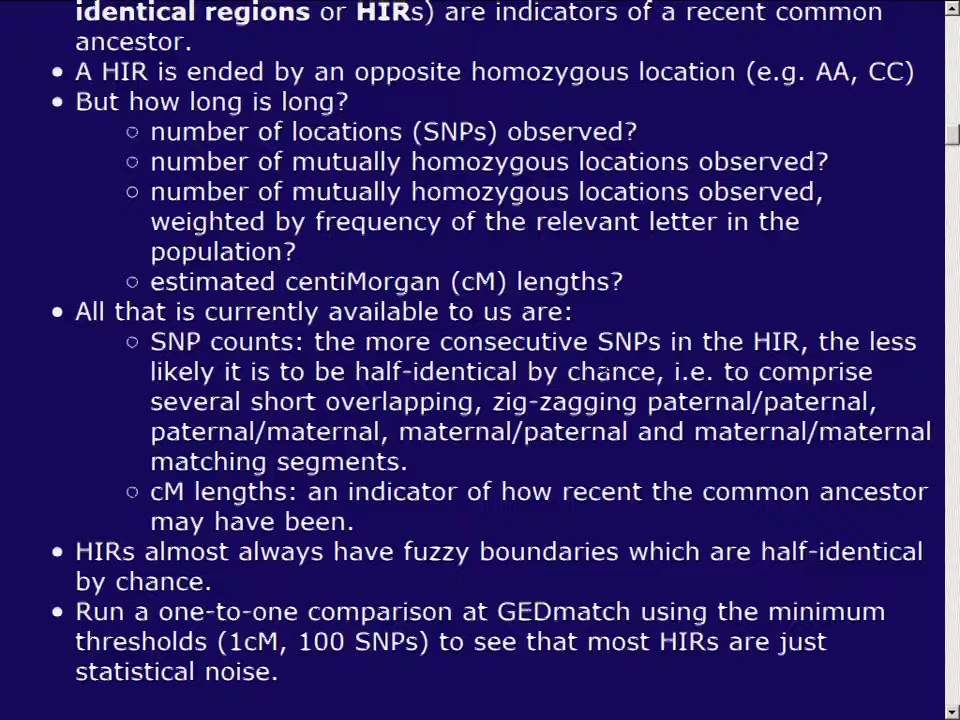 identical regions or HIRs) are indicators of a recent common
ancestor.
• A HIR is ended by an opposite homozygous location (e.g. AA, CC)
• But how long is long?
○ number of locations (SNPs) observed?
○ number of mutually homozygous locations observed?
○ number of mutually homozygous locations observed,
weighted by frequency of the relevant letter in the
population?
○ estimated centiMorgan (cM) lengths?
• All that is currently available to us are:
○ SNP counts: the more consecutive SNPs in the HIR, the less
likely it is to be half-identical by chance, i.e. to comprise
several short overlapping, zig-zagging paternal/paternal,
paternal/maternal, maternal/paternal and maternal/maternal
matching segments.
○ cM lengths: an indicator of how recent the common ancestor
may have been.
• HIRs almost always have fuzzy boundaries which are half-identical
by chance.
• Run a one-to-one comparison at GEDmatch using the minimum
thresholds (1cM, 100 SNPs) to see that most HIRs are just
statistical noise.